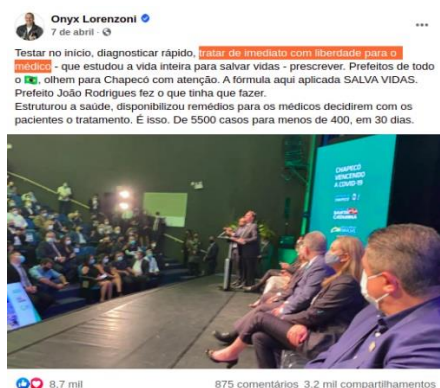 Onyx Lorenzoni
7 de abril ·
...
Testar no início, diagnosticar rápido, tratar de imediato com liberdade para o
médico - que estudou a vida inteira para salvar vidas - prescrever. Prefeitos de todo
o 🇧🇷, olhem para Chapecó com atenção. A fórmula aqui aplicada SALVA VIDAS.
Prefeito João Rodrigues fez o que tinha que fazer.
Estruturou a saúde, disponibilizou remédios para os médicos decidirem com os
pacientes o tratamento. É isso. De 5500 casos para menos de 400, em 30 dias.
CHAPECÓ
VENCENDO
A COVID-19
8,7 mil
875 comentários 3,2 mil compartilhamentos